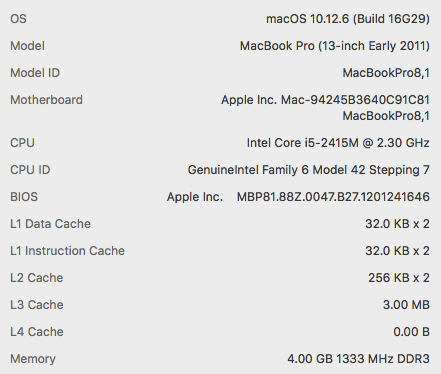 OS macOS 10.12.6 (Build 16G29)
Model MacBook Pro (13-inch Early 2011)
Model ID MacBookPro8,1
Motherboard Apple Inc. Mac-94245B3640C91C81
MacBookPro8,1
CPU Intel Core i5-2415M @ 2.30 GHz
CPU ID GenuineIntel Family 6 Model 42 Stepping 7
BIOS Apple Inc. MBP81.88Z.0047.B27.1201241646
L1 Data Cache 32.0 KB x 2
L1 Instruction Cache 32.0 KB x 2
L2 Cache 256 KB x 2
L3 Cache 3.00 MB
L4 Cache 0.00 B
Memory 4.00 GB 1333 MHz DDR3